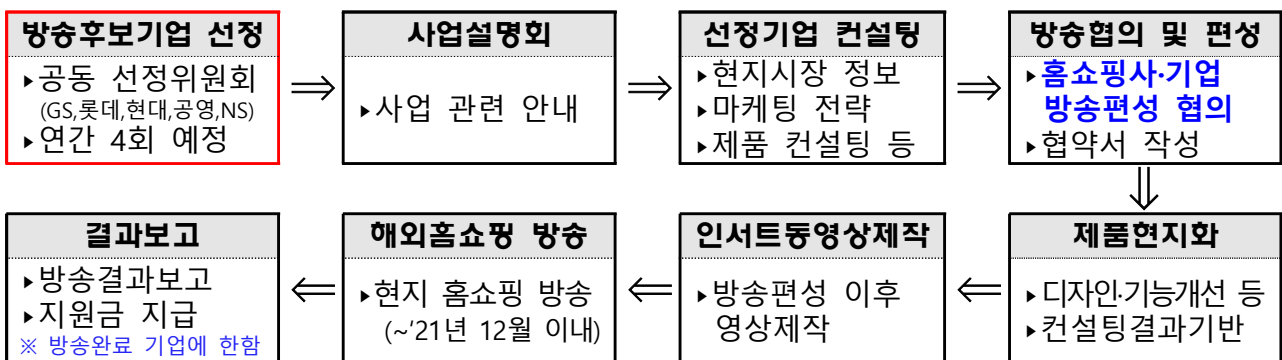 방송후보기업 선정
▸공동 선정위원회
(GS,롯데,현대,공영,NS)
▸연간 4회 예정
⇒
사업설명회
▸사업 관련 안내
⇒
선정기업 컨설팅
▸현지시장 정보
▸마케팅 전략
▸제품 컨설팅 등
⇒
방송협의 및 편성
▸홈쇼핑사·기업
방송편성 협의
▸협약서 작성
⇓
제품현지화
▸디자인·기능개선 등
▸컨설팅결과기반
⇐
인서트동영상제작
▸방송편성 이후
영상제작
⇐
해외홈쇼핑 방송
▸현지 홈쇼핑 방송
(~'21년 12월 이내)
⇐
결과보고
▸방송결과보고
▸지원금 지급
※ 방송완료 기업에 한함